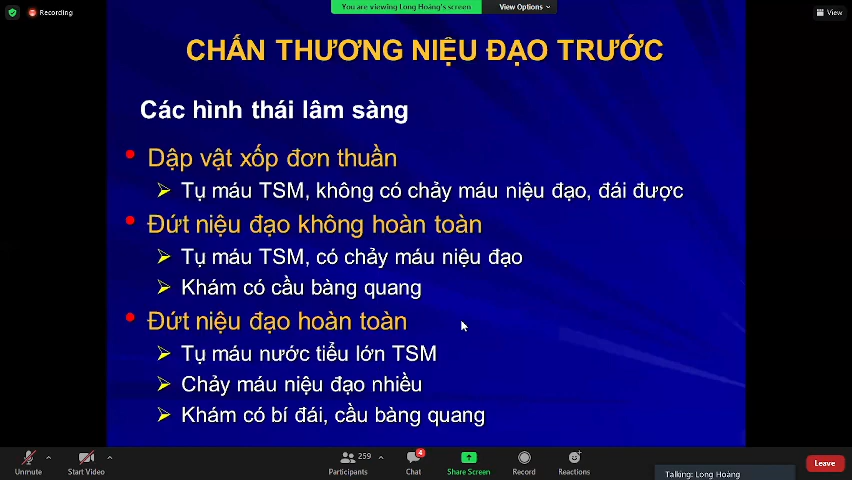 Recording
You are viewing Long Hoàng's screen
View Options
View
CHẤN THƯƠNG NIỆU ĐẠO TRƯỚC
Các hình thái lâm sàng
Dập vật xốp đơn thuần
Tụ máu TSM, không có chảy máu niệu đạo, đái được
Đứt niệu đạo không hoàn toàn
Tụ máu TSM, có chảy máu niệu đạo
Khám có cầu bàng quang
Đứt niệu đạo hoàn toàn
Tụ máu nước tiểu lớn TSM
Chảy máu niệu đạo nhiều
Khám có bí đái, cầu bàng quang
Unmute
Start Video
259
Participants
4
Chat
Share Screen
Record
Reactions
Talking: Long Hoàng
Leave